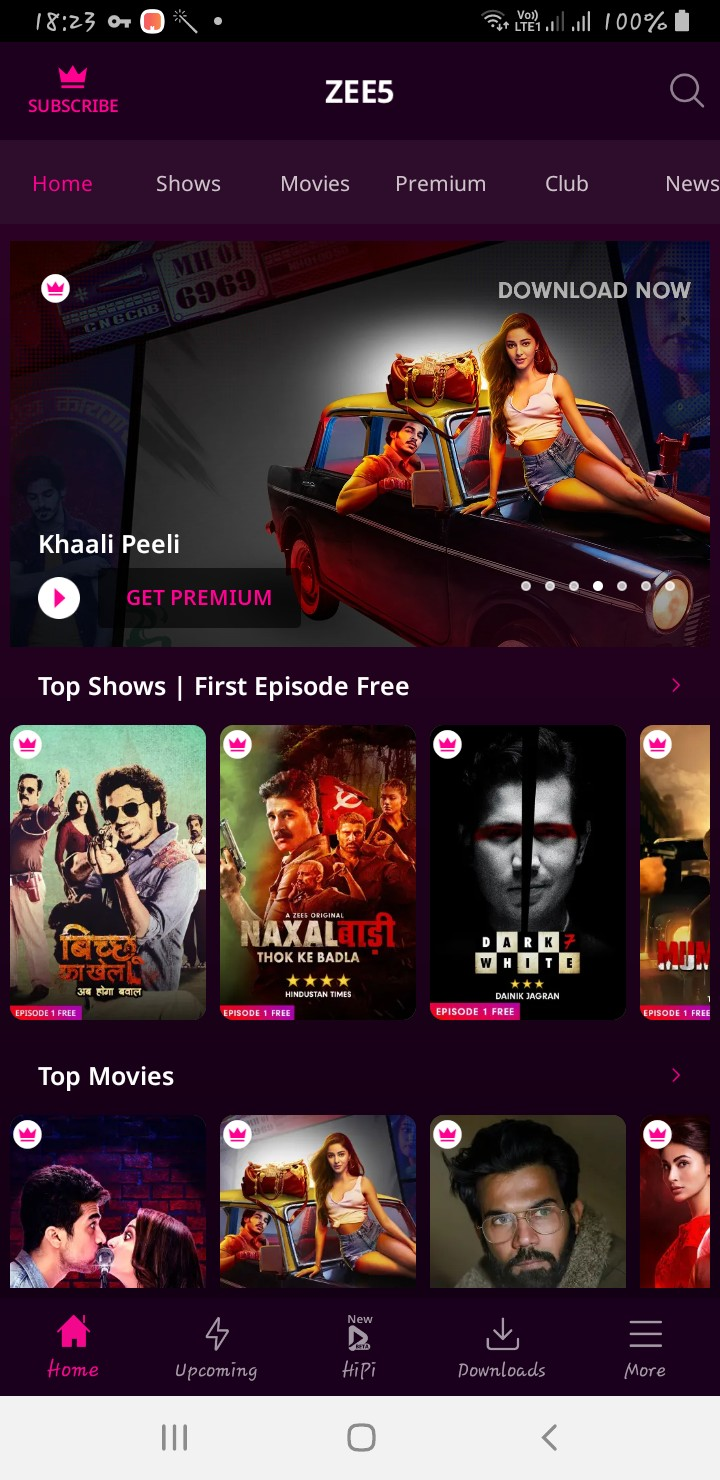 18:23
Vo))
LTE1
100%
SUBSCRIBE
ZEE5
Home Shows Movies Premium Club News
MH 01
6969
CNGCAB
DOWNLOAD NOW
Khaali Peeli
GET PREMIUM
Top Shows | First Episode Free
बिच्छू
का खेल
अब होगा बवाल
EPISODE 1 FREE
A ZEE5 ORIGINAL
NAXALबाड़ी
THOK KE BADLA
HINDUSTAN TIMES
EPISODE 1 FREE
DARK 7
WHITE
DAINIK JAGRAN
EPISODE 1 FREE
MUM
EPISODE 1 FREE
Top Movies
Home
Upcoming
New
BETA
HiPi
Downloads
More